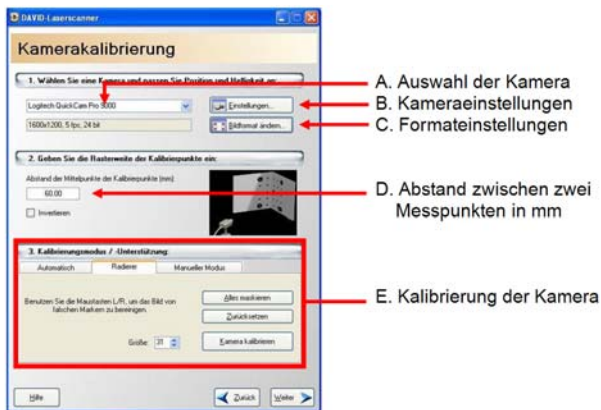 DAVID-Laserscanner
Kamerakalibrierung
1. Wählen Sie eine Kamera und passen Sie Position und Helligkeit an:
Logitech QuickCam Pro 9000
Einstellungen...
1600x1200, 5 fps, 24 bit
Bildformat ändern...
2. Geben Sie die Rasterweite der Kalibrierpunkte ein:
Abstand der Mittelpunkte der Kalibrierpunkte (mm)
60.00
Invertieren
3. Kalibrierungsmodus / -Unterstützung:
Automatisch
Radierer
Manueller Modus
Benutzen Sie die Maustasten L/R, um das Bild von
falschen Markern zu bereinigen.
Alles maskieren
Zurücksetzen
Größe: 31
Kamera kalibrieren
Hilfe
Zurück
Weiter
A. Auswahl der Kamera
B. Kameraeinstellungen
C. Formateinstellungen
D. Abstand zwischen zwei
Messpunkten in mm
E. Kalibrierung der Kamera